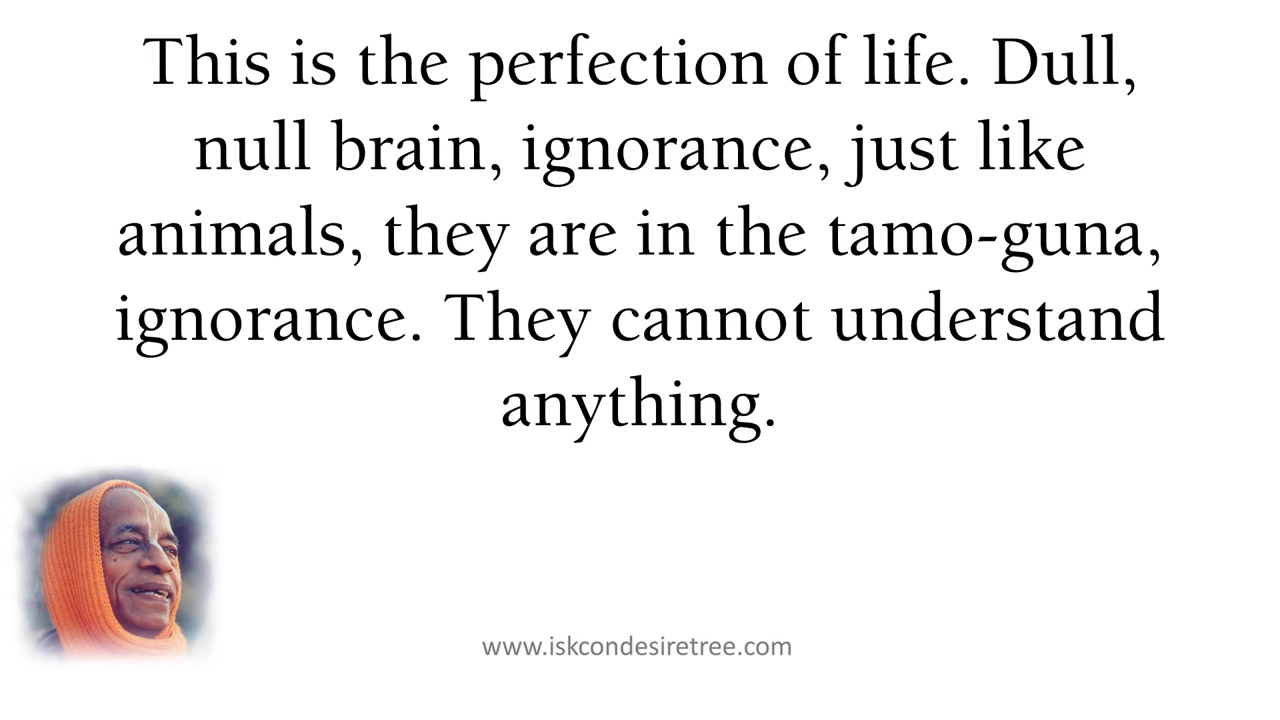 This is the perfection of life. Dull,
null brain, ignorance, just like
animals, they are in the tamo-guna,
ignorance. They cannot understand
anything.
www.iskcondesiretree.com